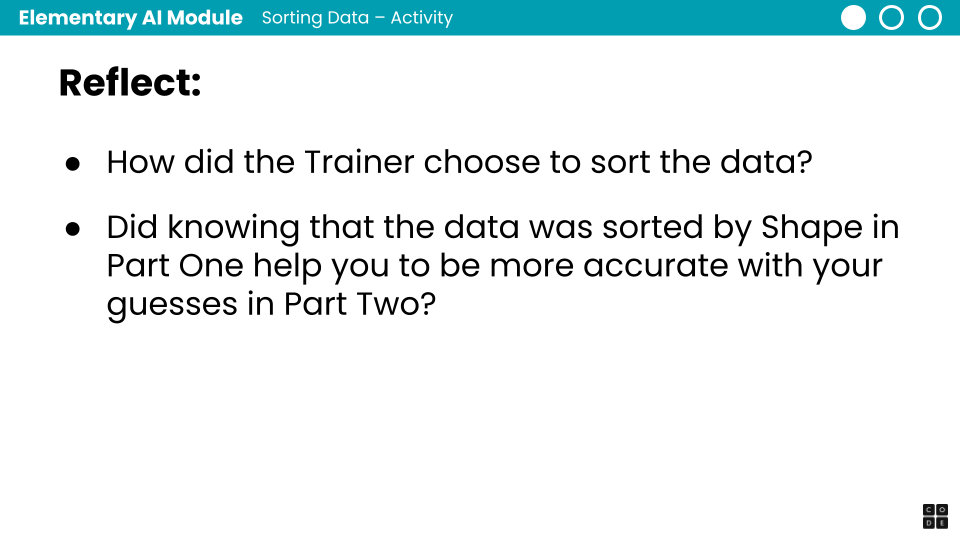 Elementary AI Module Sorting Data – Activity
Reflect:
● How did the Trainer choose to sort the data?
● Did knowing that the data was sorted by Shape in
Part One help you to be more accurate with your
guesses in Part Two?
C O
D E